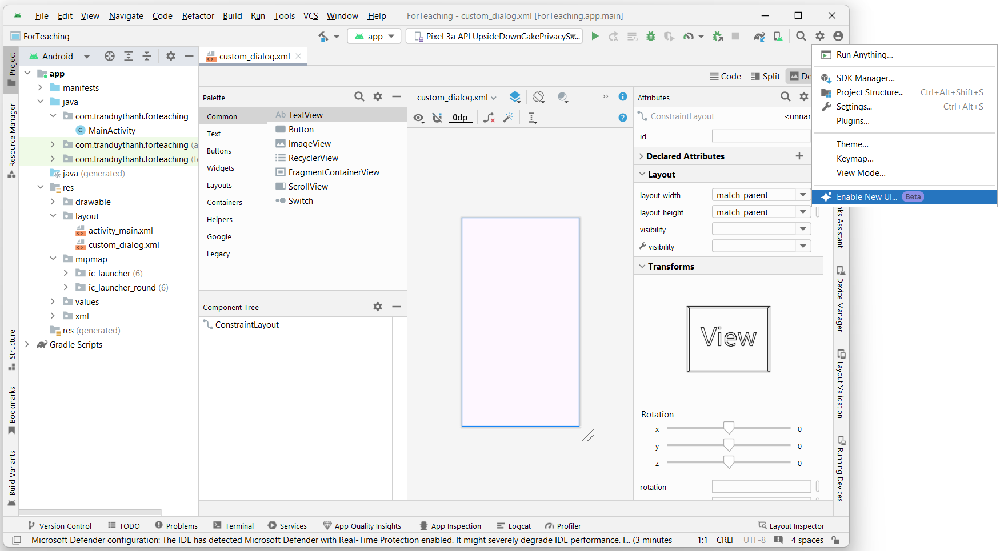 File Edit View Navigate Code Refactor Build Run Tools VCS Window Help ForTeaching - custom_dialog.xml [ForTeaching.app.main]
ForTeaching app Pixel 3a API UpsideDownCakePrivacyS...
Project
Resource Manager
Structure
Bookmarks
Build Variants
Android
app
manifests
java
com.tranduythanh.forteaching
MainActivity
com.tranduythanh.forteaching (a
com.tranduythanh.forteaching (te
java (generated)
res
drawable
layout
activity_main.xml
custom_dialog.xml
mipmap
ic_launcher (6)
ic_launcher_round (6)
values
xml
res (generated)
Gradle Scripts
custom_dialog.xml
Code Split De
Palette
Common
Text
Buttons
Widgets
Layouts
Containers
Helpers
Google
Legacy
Ab TextView
Button
ImageView
RecyclerView
FragmentContainerView
ScrollView
Switch
Component Tree
ConstraintLayout
custom_dialog.xml
0dp
Attributes
ConstraintLayout <unnan
id
Declared Attributes
Layout
layout_width match_parent
layout_height match_parent
visibility
visibility
Transforms
View
Rotation
x 0
y 0
z 0
rotation
Run Anything...
SDK Manager...
Project Structure... Ctrl+Alt+Shift+S
Settings... Ctrl+Alt+S
Plugins...
Theme...
Keymap...
View Mode...
Enable New UI... Beta
nks Assistant
Device Manager
Layout Validation
Running Devices
Version Control TODO Problems Terminal Services App Quality Insights App Inspection Logcat Profiler Layout Inspector
Microsoft Defender configuration: The IDE has detected Microsoft Defender with Real-Time Protection enabled. It might severely degrade IDE performance. I... (3 minutes 1:1 CRLF UTF-8 4 spaces